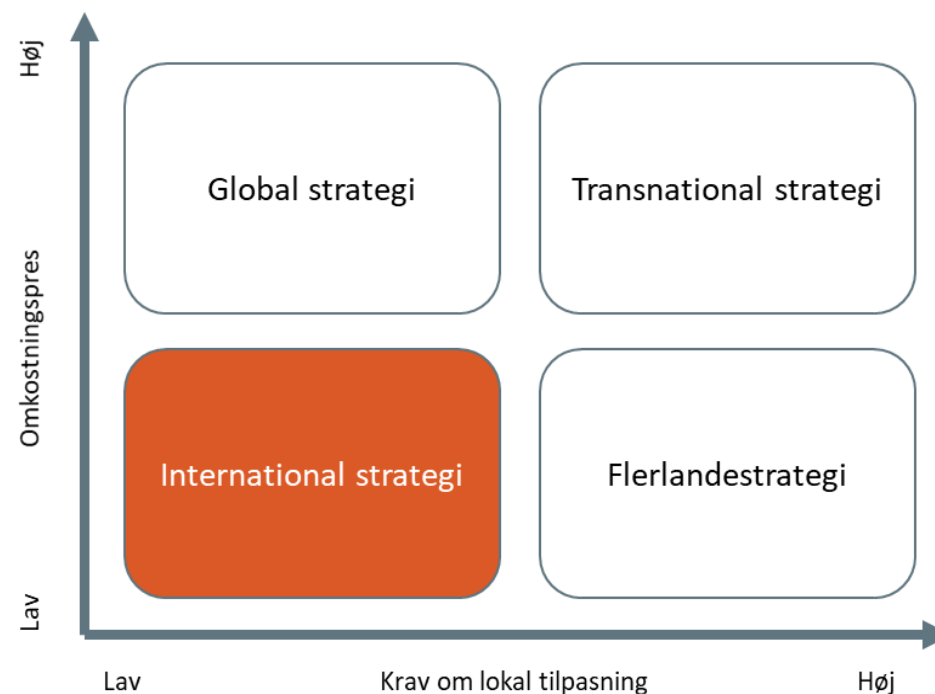 Høj
Omkostningspres
Lav
Global strategi
Transnational strategi
International strategi
Flerlandestrategi
Lav
Krav om lokal tilpasning
Høj